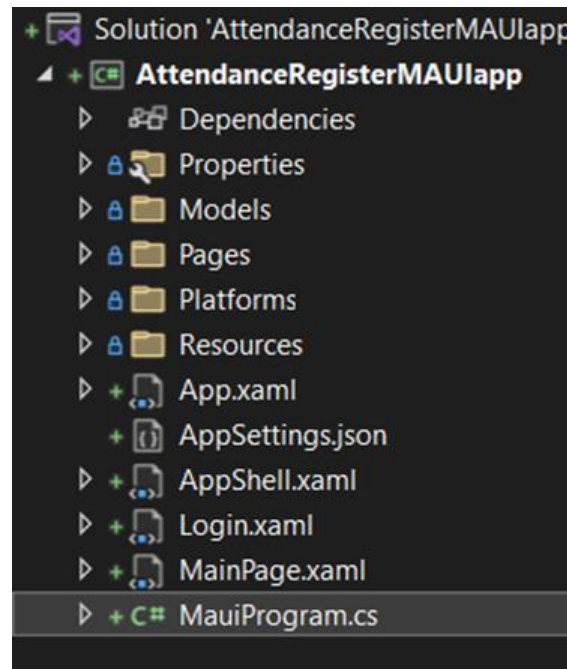 Solution 'AttendanceRegisterMAUIapp
C# AttendanceRegisterMAUIapp
Dependencies
Properties
Models
Pages
Platforms
Resources
App.xaml
AppSettings.json
AppShell.xaml
Login.xaml
MainPage.xaml
C# MauiProgram.cs